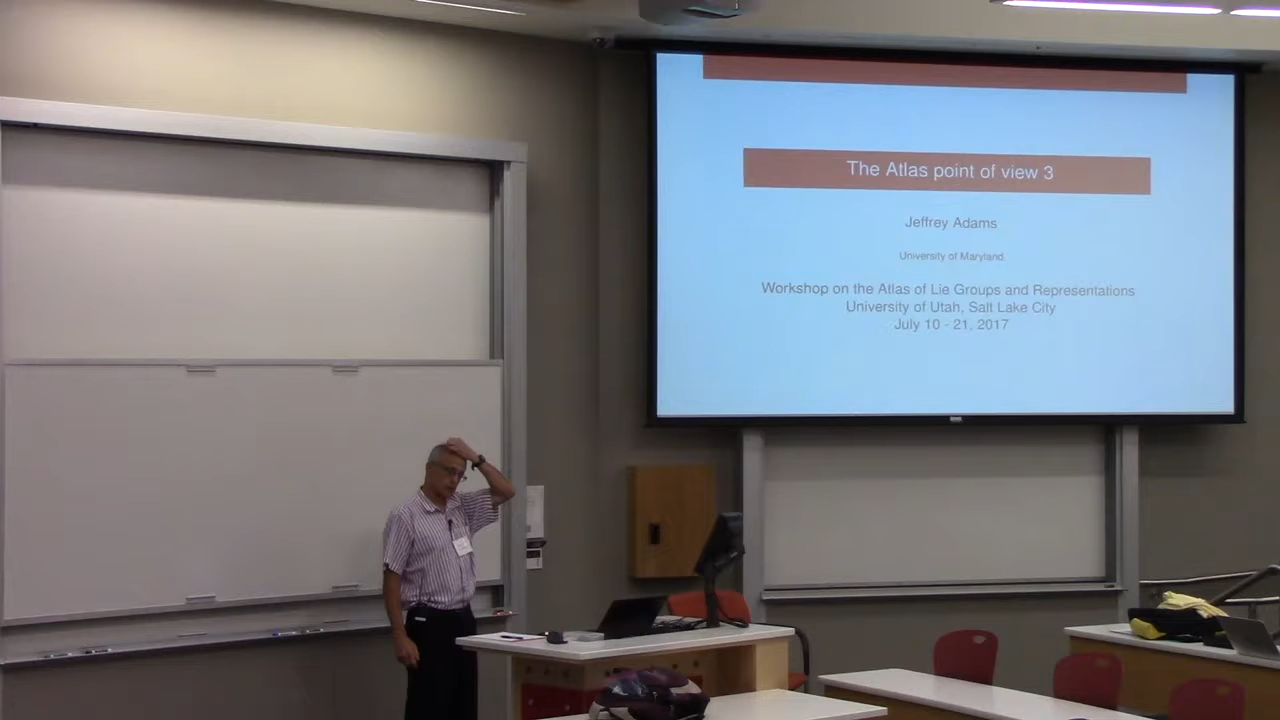 The Atlas point of view 3
Jeffrey Adams
University of Maryland
Workshop on the Atlas of Lie Groups and Representations
University of Utah, Salt Lake City
July 10 - 21, 2017